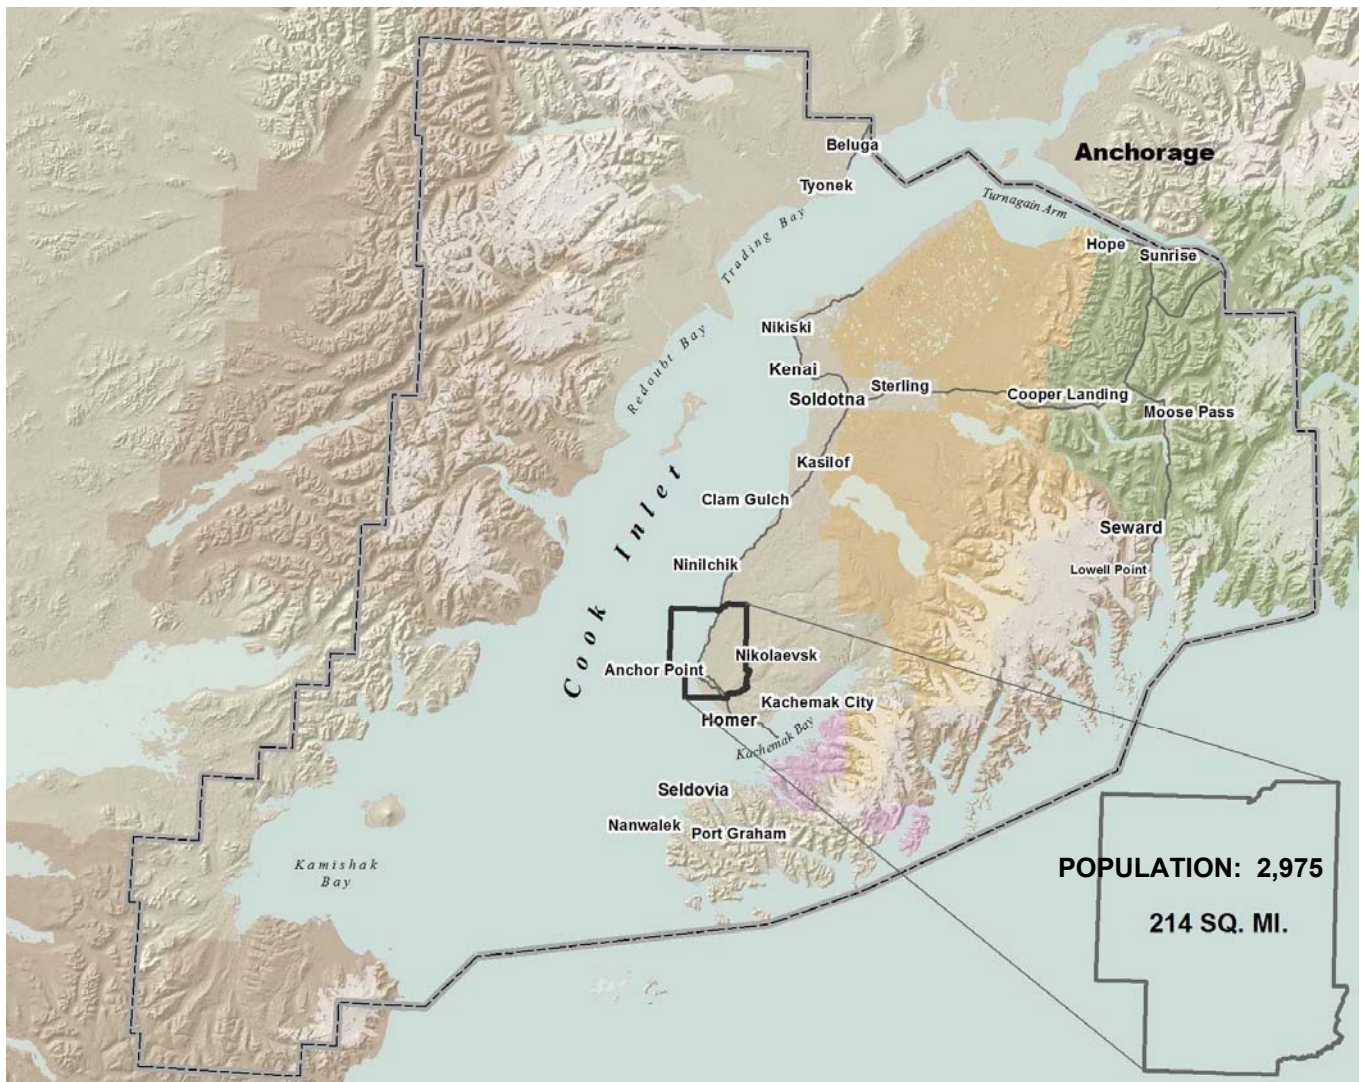 Beluga
Anchorage
Tyonek
Turnagain Arm
Trading Bay
Hope
Sunrise
Nikiski
Redoubt Bay
Kenai
Sterling
Soldotna
Cooper Landing
Moose Pass
Kasilof
Clam Gulch
Cook Inlet
Seward
Ninilchik
Lowell Point
Nikolaevsk
Anchor Point
Kachemak City
Homer
Kachemak Bay
Seldovia
Nanwalek
Port Graham
Kamishak
Bay
POPULATION: 2,975
214 SQ. MI.